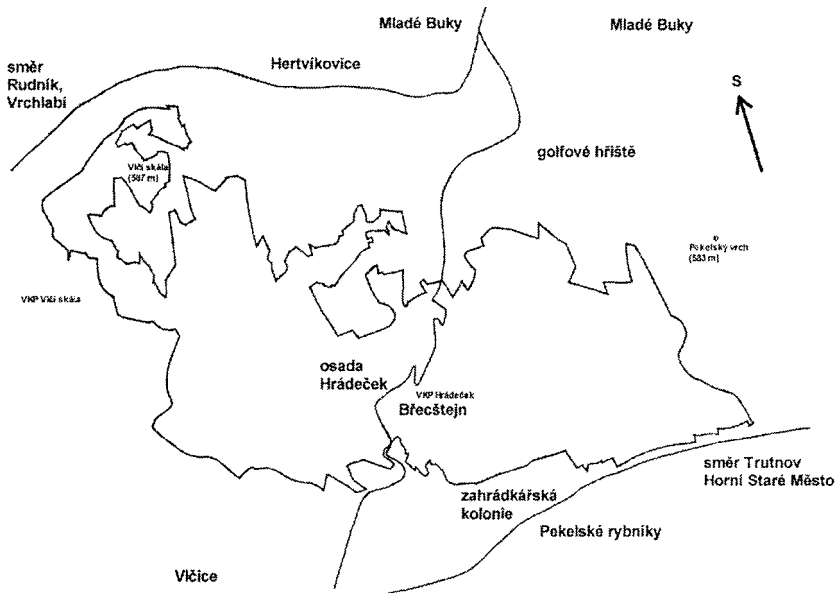 Mladé Buky
Mladé Buky
Hertvíkovice
směr
Rudník,
Vrchlabí
S
golfové hřiště
Vlčí skála
(587 m)
Pekelský vrch
(583 m)
VKP Vlčí skála
osada
Hrádeček
VKP Hrádeček
Břecštejn
směr Trutnov
Horní Staré Město
zahrádkářská
kolonie
Pekelské rybníky
Vlčice